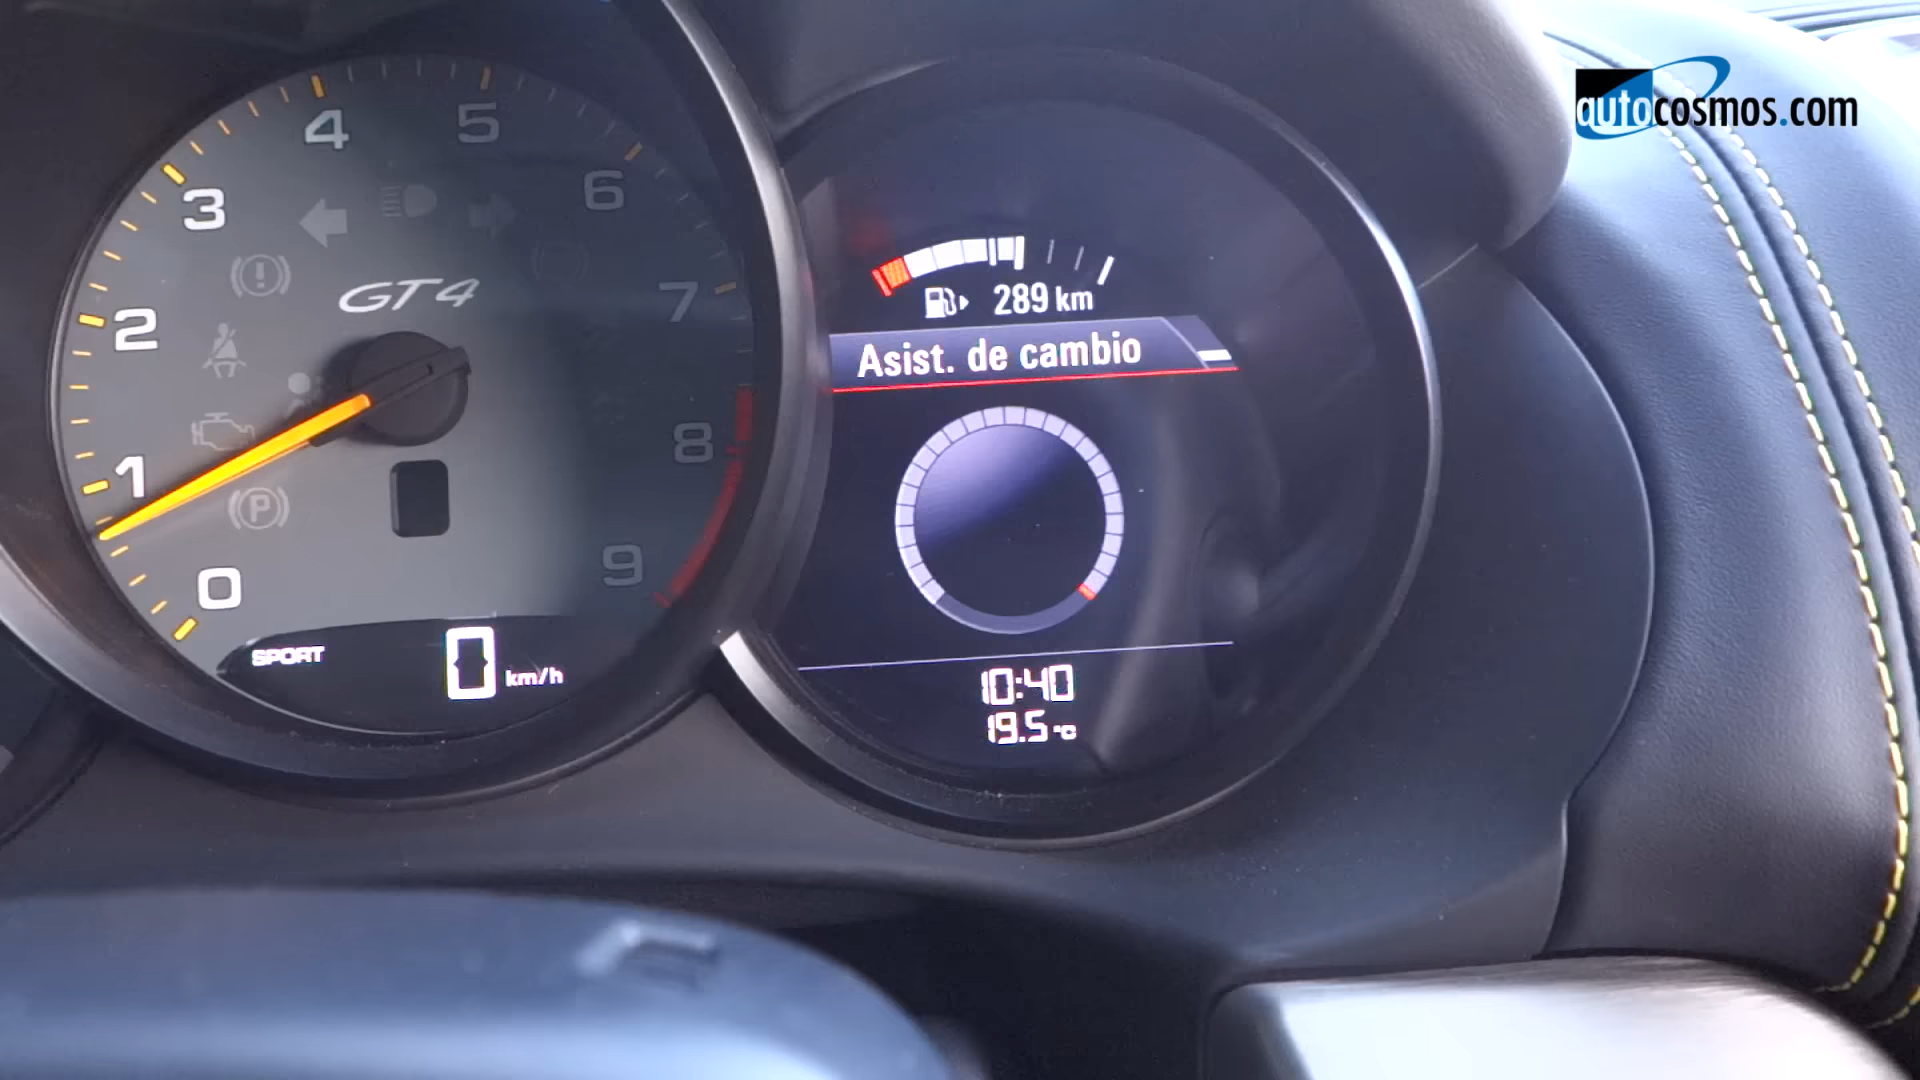 autocosmos.com
4
5
3
6
2
GT4
7
1
8
0
9
SPORT
0 km/h
289 km
Asist. de cambio
10:40
19.5 °C
P